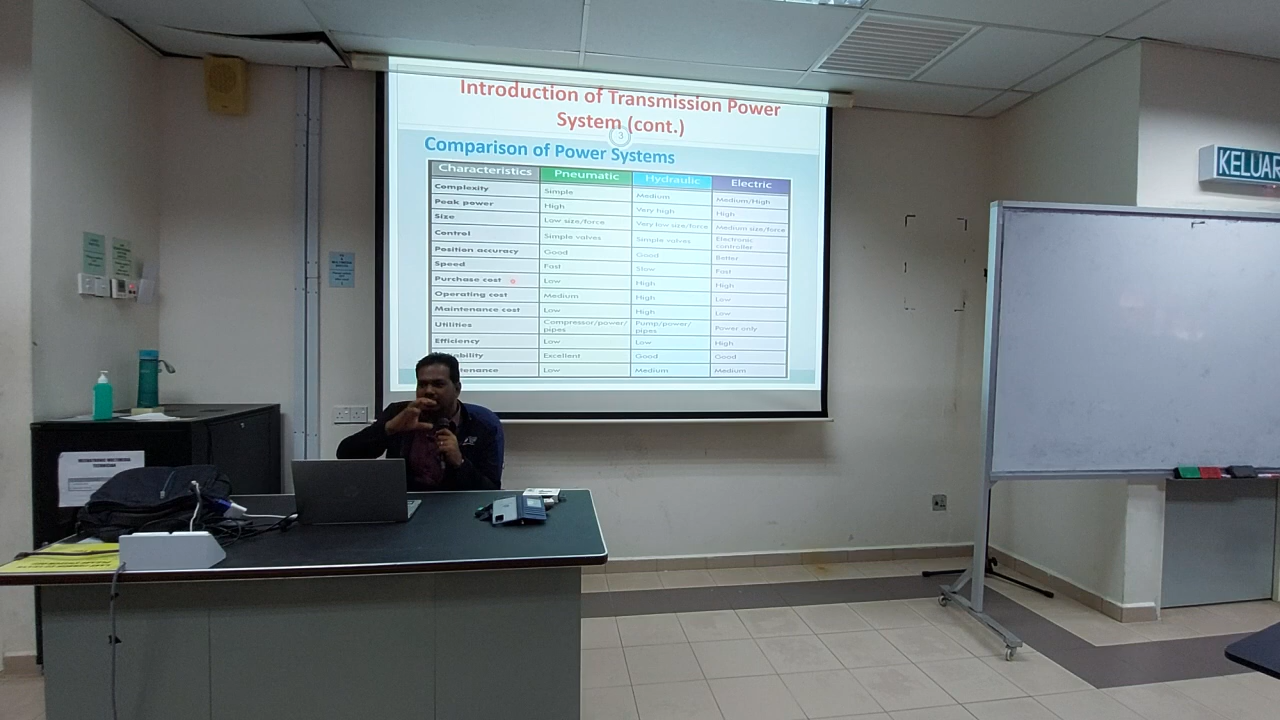 Introduction of Transmission Power
System (cont.)
3
Comparison of Power Systems
Characteristics Pneumatic Hydraulic Electric
Complexity Simple Medium Medium/High
Peak power High Very high High
Size Low size/force Very low size/force Medium size/force
Control Simple valves Simple valves Electronic controller
Position accuracy Good Good Better
Speed Fast Slow Fast
Purchase cost Low High High
Operating cost Medium High Low
Maintenance cost Low High Low
Utilities Compressor/power/pipes Pump/power/pipes Power only
Efficiency Low Low High
Excellent Good Good
Low Medium Medium
KELUAR